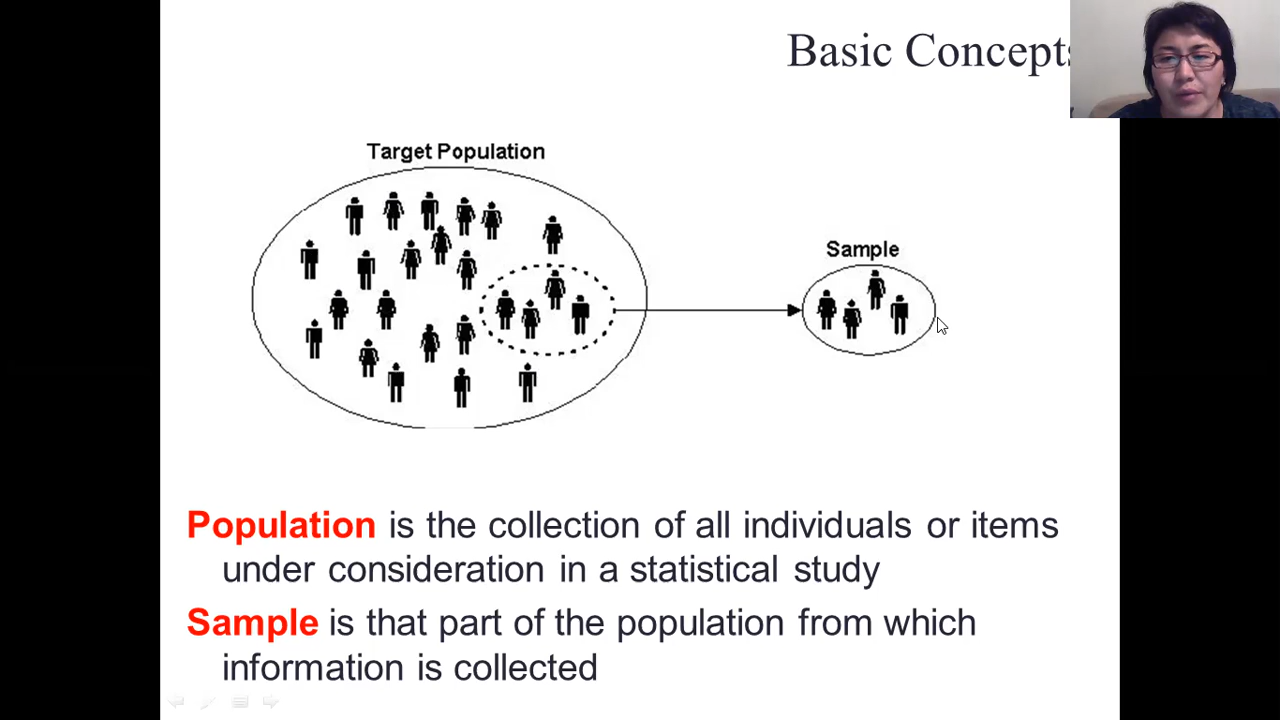 Basic Concepts
Target Population
Sample
Population is the collection of all individuals or items
under consideration in a statistical study
Sample is that part of the population from which
information is collected